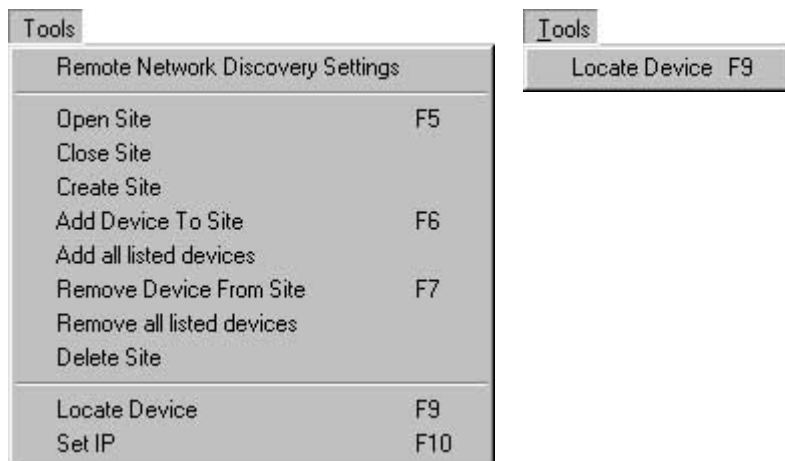 Tools
Remote Network Discovery Settings
Open Site F5
Close Site
Create Site
Add Device To Site F6
Add all listed devices
Remove Device From Site F7
Remove all listed devices
Delete Site
Locate Device F9
Set IP F10
Tools
Locate Device F9